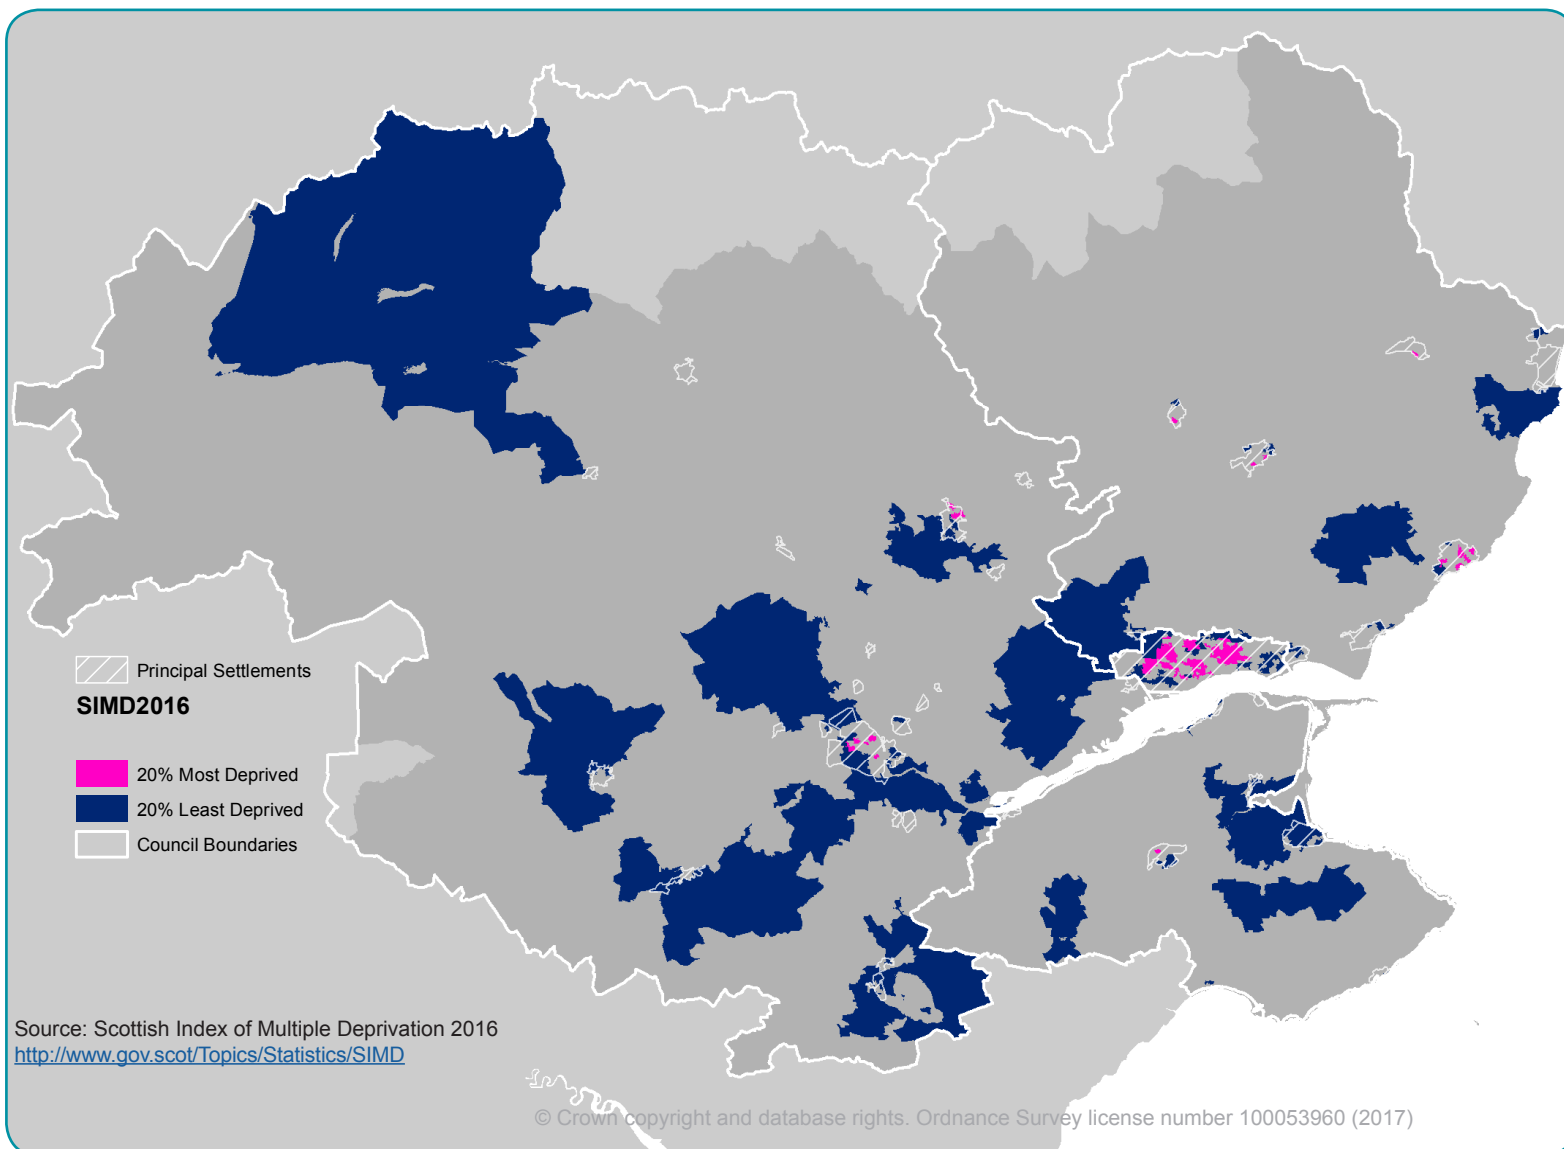 Principal Settlements
SIMD2016
20% Most Deprived
20% Least Deprived
Council Boundaries
Source: Scottish Index of Multiple Deprivation 2016
http://www.gov.scot/Topics/Statistics/SIMD
© Crown copyright and database rights. Ordnance Survey license number 100053960 (2017)